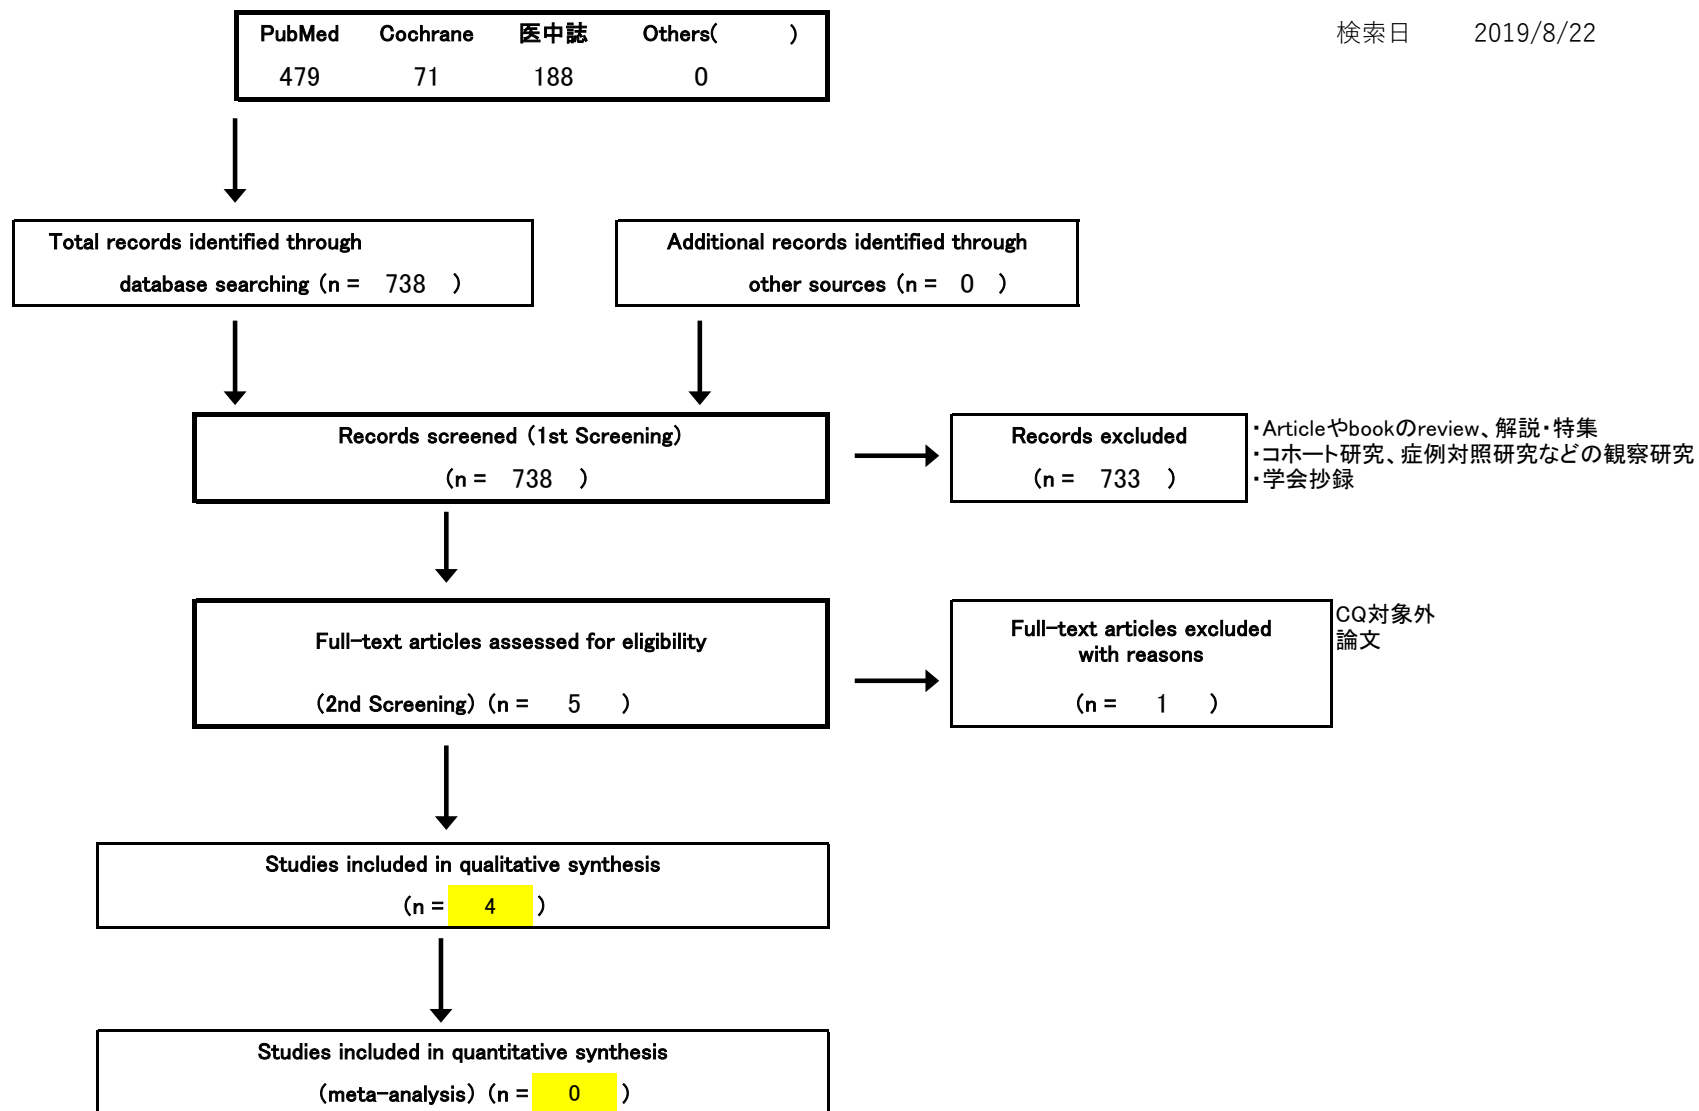 PubMed Cochrane 医中誌 Others( )
479 71 188 0
検索日 2019/8/22
Total records identified through
database searching (n = 738 )
Additional records identified through
other sources (n = 0 )
Records screened (1st Screening)
(n = 738 )
Records excluded
(n = 733 )
・Articleやbookのreview、解説・特集
・コホート研究、症例対照研究などの観察研究
・学会抄録
Full-text articles assessed for eligibility
(2nd Screening) (n = 5 )
Full-text articles excluded
with reasons
(n = 1 )
CQ対象外
論文
Studies included in qualitative synthesis
(n = 4 )
Studies included in quantitative synthesis
(meta-analysis) (n = 0 )